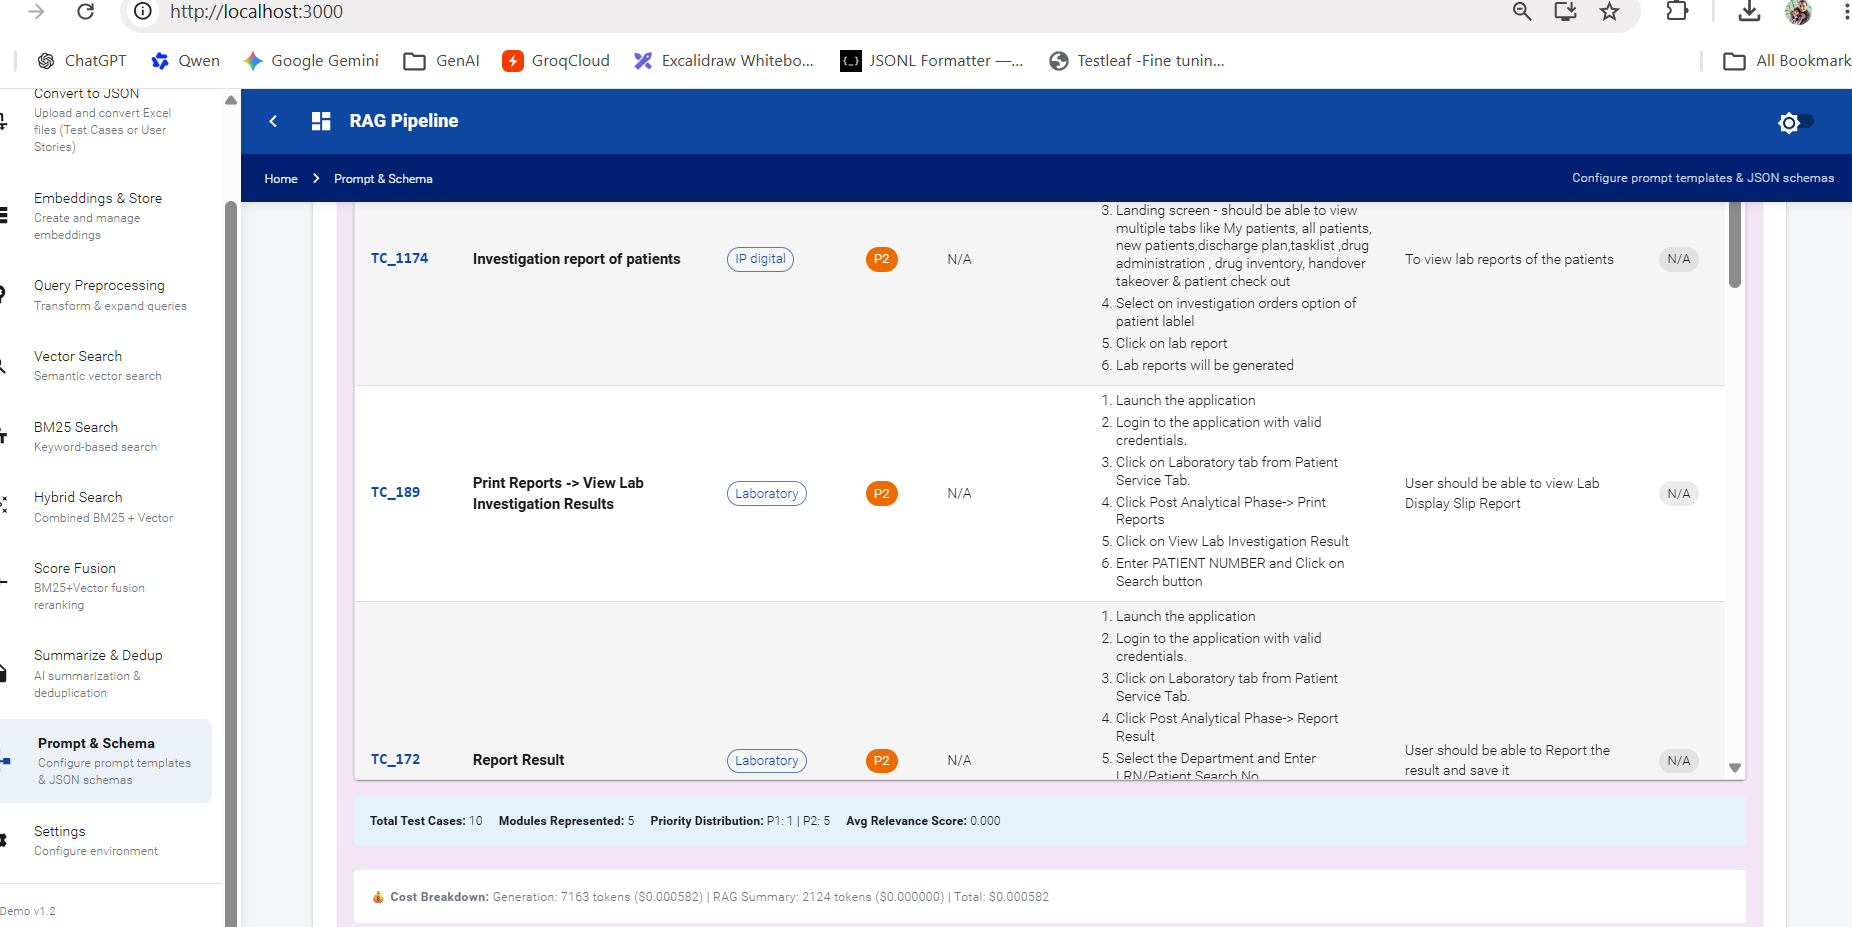 http://localhost:3000
ChatGPT
Qwen
Google Gemini
GenAI
GroqCloud
Excalidraw Whitebo...
JSONL Formatter —...
Testleaf -Fine tunin...
All Bookmark
Convert to JSON
Upload and convert Excel
files (Test Cases or User
Stories)
Embeddings & Store
Create and manage
embeddings
Query Preprocessing
Transform & expand queries
Vector Search
Semantic vector search
BM25 Search
Keyword-based search
Hybrid Search
Combined BM25 + Vector
Score Fusion
BM25+Vector fusion
reranking
Summarize & Dedup
AI summarization &
deduplication
Prompt & Schema
Configure prompt templates
& JSON schemas
Settings
Configure environment
Demo v1.2
RAG Pipeline
Home
Prompt & Schema
Configure prompt templates & JSON schemas
TC_1174
Investigation report of patients
IP digital
P2
N/A
3. Landing screen - should be able to view
multiple tabs like My patients, all patients,
new patients,discharge plan,tasklist ,drug
administration , drug inventory, handover
takeover & patient check out
4. Select on investigation orders option of
patient lablel
5. Click on lab report
6. Lab reports will be generated
To view lab reports of the patients
N/A
TC_189
Print Reports -> View Lab
Investigation Results
Laboratory
P2
N/A
1. Launch the application
2. Login to the application with valid
credentials.
3. Click on Laboratory tab from Patient
Service Tab.
4. Click Post Analytical Phase-> Print
Reports
5. Click on View Lab Investigation Result
6. Enter PATIENT NUMBER and Click on
Search button
User should be able to view Lab
Display Slip Report
N/A
TC_172
Report Result
Laboratory
P2
N/A
1. Launch the application
2. Login to the application with valid
credentials.
3. Click on Laboratory tab from Patient
Service Tab.
4. Click Post Analytical Phase-> Report
Result
5. Select the Department and Enter
LRN/Patient Search No
User should be able to Report the
result and save it
N/A
Total Test Cases: 10 Modules Represented: 5 Priority Distribution: P1: 1 | P2: 5 Avg Relevance Score: 0.000
Cost Breakdown: Generation: 7163 tokens ($0.000582) | RAG Summary: 2124 tokens ($0.000000) | Total: $0.000582